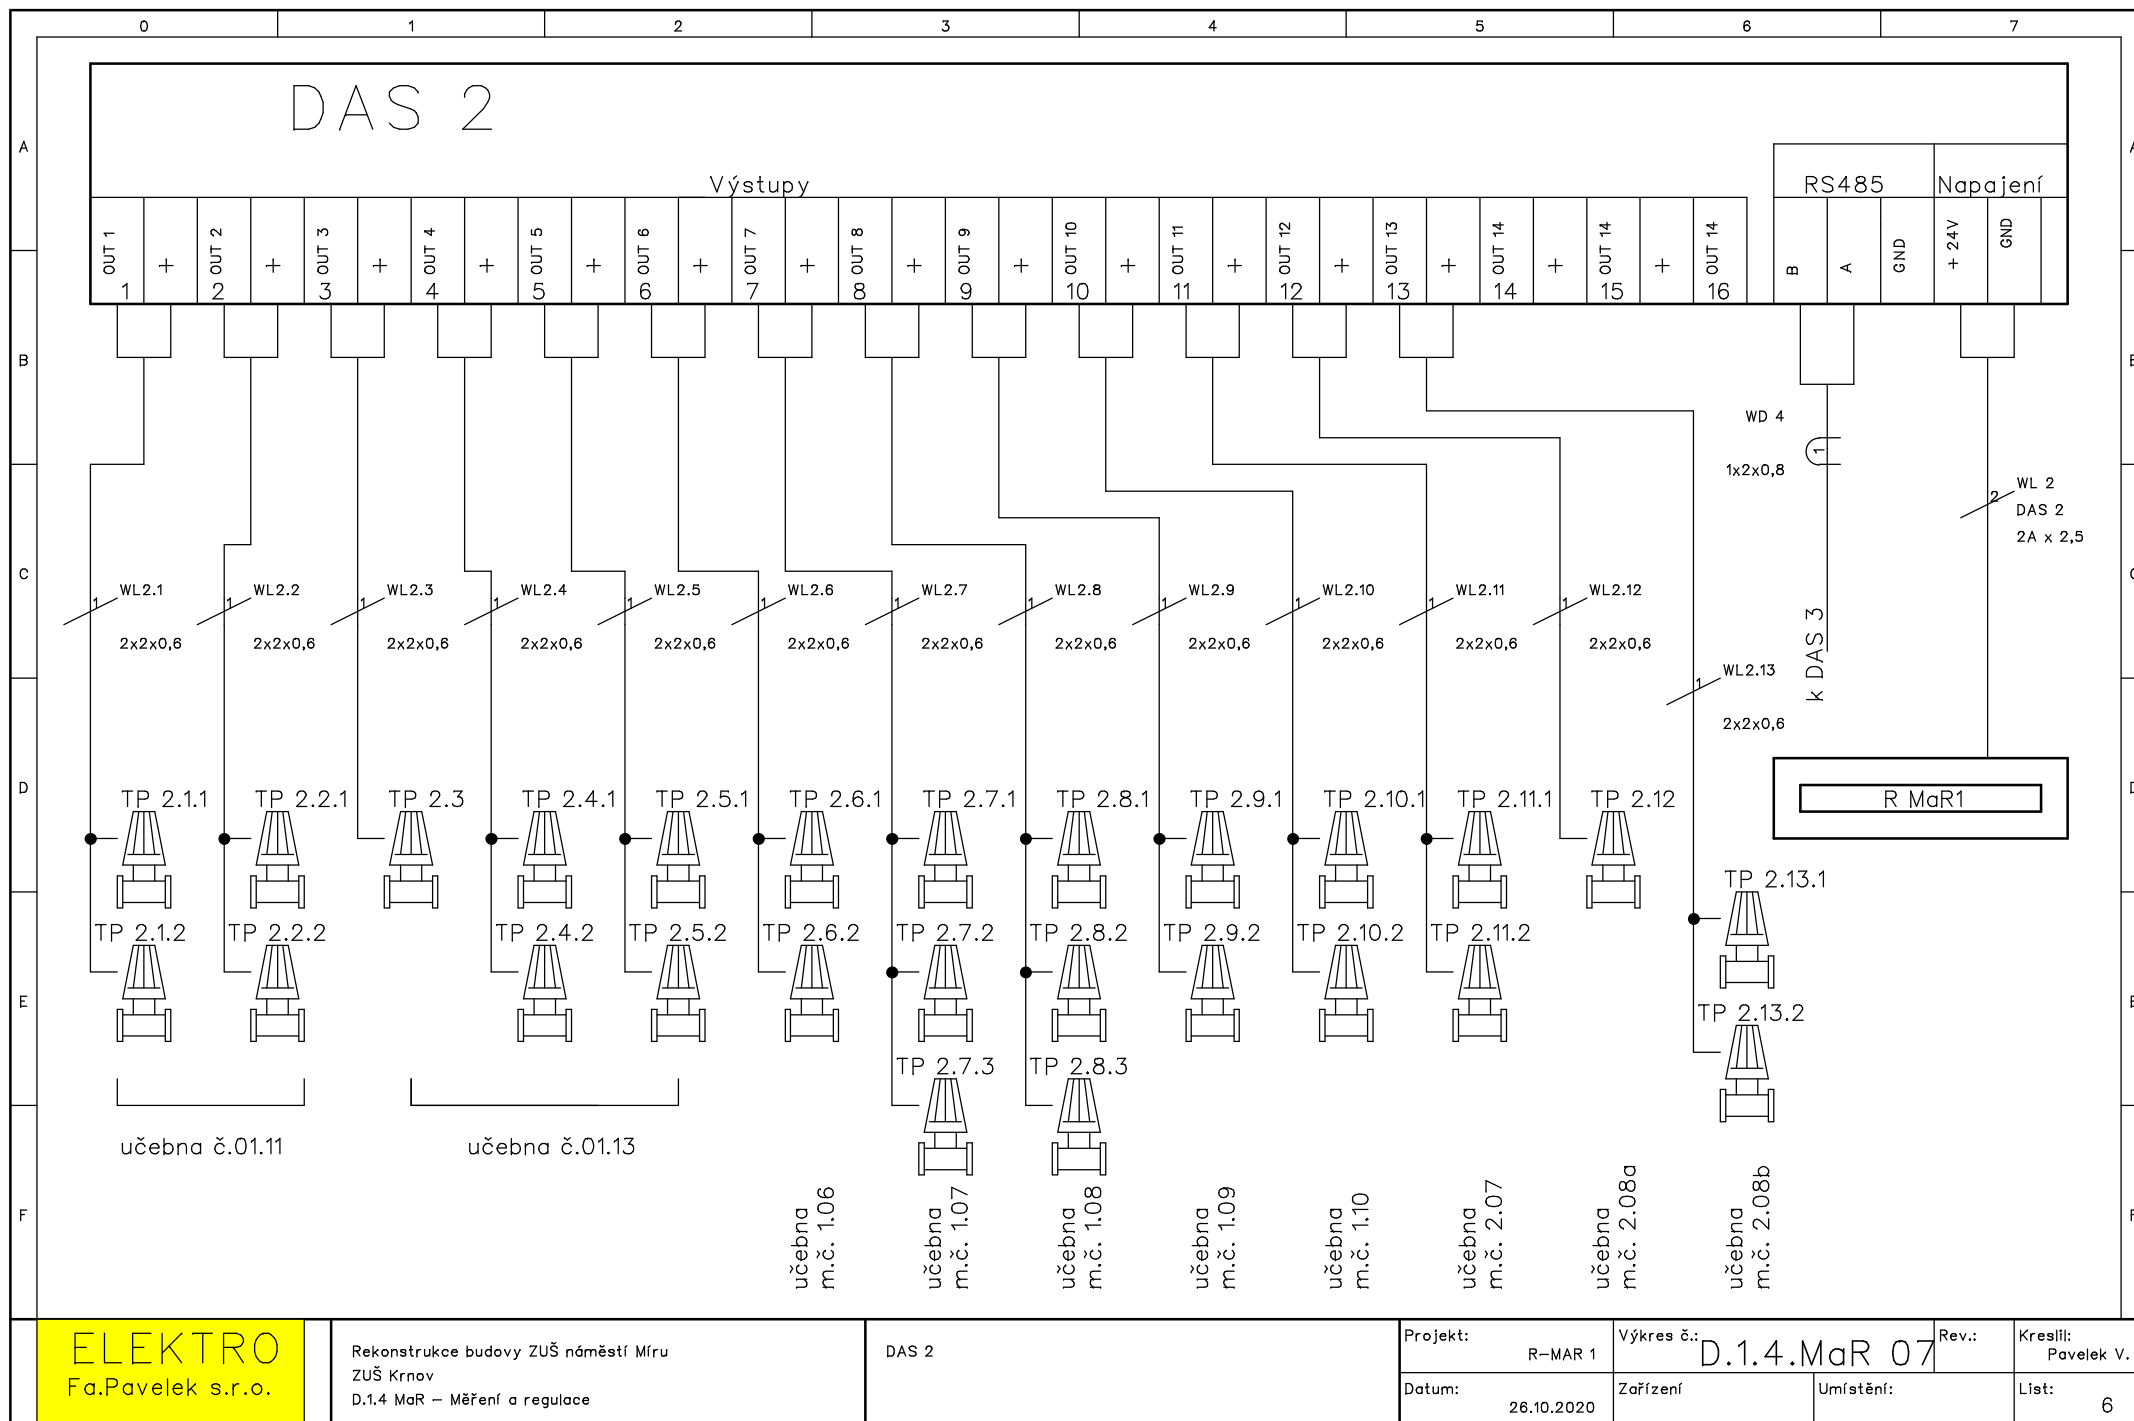 0 1 2 3 4 5 6 7
DAS 2
A
A
Výstupy
RS485
Napajení
OUT 1 + OUT 2 + OUT 3 + OUT 4 + OUT 5 + OUT 6 OUT 7 + OUT 8 + OUT 9 + OUT 10 + OUT 11 + OUT 12 + OUT 13 + OUT 14 + OUT 14 + OUT 14
B A GND +24V GND
1 2 3 4 5 6 7 8 9 10 11 12 13 14 15 16
B
WD 4
1
1x2x0,8
WL 2
2
DAS 2
2A x 2,5
C
WL2.1 WL2.2 WL2.3 WL2.4 WL2.5 WL2.6 WL2.7 WL2.8 WL2.9 WL2.10 WL2.11 WL2.12
1 1 1 1 1 1 1 1 1 1 1 1
2x2x0,6 2x2x0,6 2x2x0,6 2x2x0,6 2x2x0,6 2x2x0,6 2x2x0,6 2x2x0,6 2x2x0,6 2x2x0,6 2x2x0,6 2x2x0,6
k DAS 3
WL2.13
1
2x2x0,6
D
TP 2.1.1 TP 2.2.1 TP 2.3 TP 2.4.1 TP 2.5.1 TP 2.6.1 TP 2.7.1 TP 2.8.1 TP 2.9.1 TP 2.10.1 TP 2.11.1 TP 2.12
R MaR1
TP 2.13.1
TP 2.1.2 TP 2.2.2 TP 2.4.2 TP 2.5.2 TP 2.6.2 TP 2.7.2 TP 2.8.2 TP 2.9.2 TP 2.10.2 TP 2.11.2
E
TP 2.13.2
TP 2.7.3 TP 2.8.3
učebna č.01.11
učebna č.01.13
F
učebna
m.č. 1.06
učebna
m.č. 1.07
učebna
m.č. 1.08
učebna
m.č. 1.09
učebna
m.č. 1.10
učebna
m.č. 2.07
učebna
m.č. 2.08a
učebna
m.č. 2.08b
ELEKTRO
Fa.Pavelek s.r.o.
Rekonstrukce budovy ZUŠ náměstí Míru
ZUŠ Krnov
D.1.4 MaR – Měření a regulace
DAS 2
Projekt:
R-MAR 1
Výkres č.: D.1.4.MaR 07
Rev.:
Kreslil:
Pavelek V.
Datum:
26.10.2020
Zařízení
Umístění:
List:
6